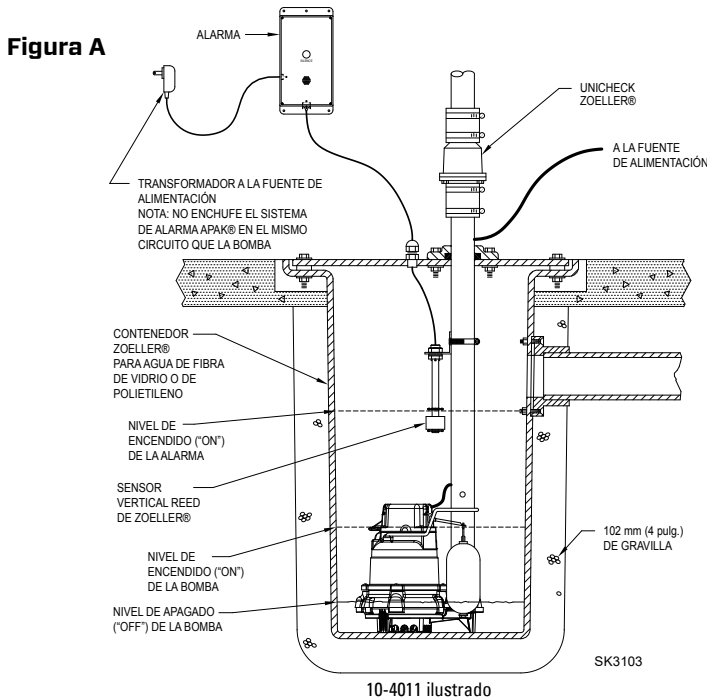 Figura A
ALARMA
UNICHECK
ZOELLER®
A LA FUENTE
DE ALIMENTACIÓN
TRANSFORMADOR A LA FUENTE DE
ALIMENTACIÓN
NOTA: NO ENCHUFE EL SISTEMA
DE ALARMA APAK® EN EL MISMO
CIRCUITO QUE LA BOMBA
CONTENEDOR
ZOELLER®
PARA AGUA DE FIBRA
DE VIDRIO O DE
POLIETILENO
NIVEL DE
ENCENDIDO ("ON")
DE LA ALARMA
SENSOR
VERTICAL REED
DE ZOELLER®
NIVEL DE
ENCENDIDO ("ON")
DE LA BOMBA
NIVEL DE APAGADO
("OFF") DE LA BOMBA
102 mm (4 pulg.)
DE GRAVILLA
SK3103
10-4011 ilustrado